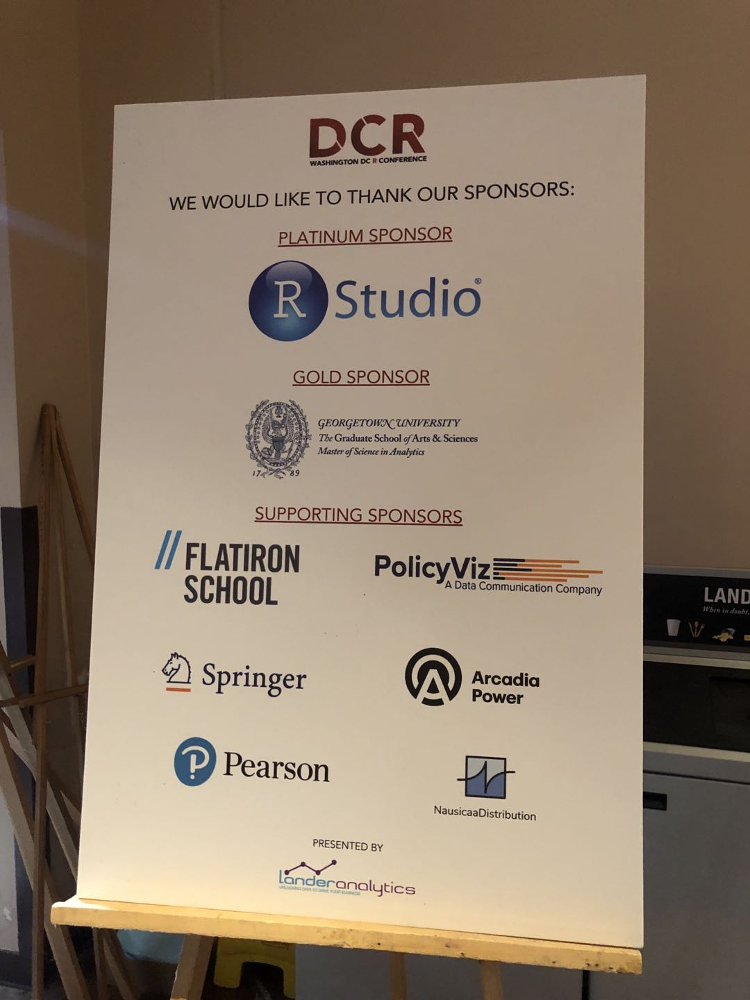 DCR
WASHINGTON DC R CONFERENCE
WE WOULD LIKE TO THANK OUR SPONSORS:
PLATINUM SPONSOR
R Studio®
GOLD SPONSOR
GEORGETOWN UNIVERSITY
The Graduate School of Arts & Sciences
Master of Science in Analytics
17 89
SUPPORTING SPONSORS
// FLATIRON
SCHOOL
PolicyViz
A Data Communication Company
Springer
Arcadia
Power
Pearson
NausicaaDistribution
PRESENTED BY
landeranalytics
UNLOCKING DATA TO DRIVE YOUR BUSINESS
LAND
When in doubt,